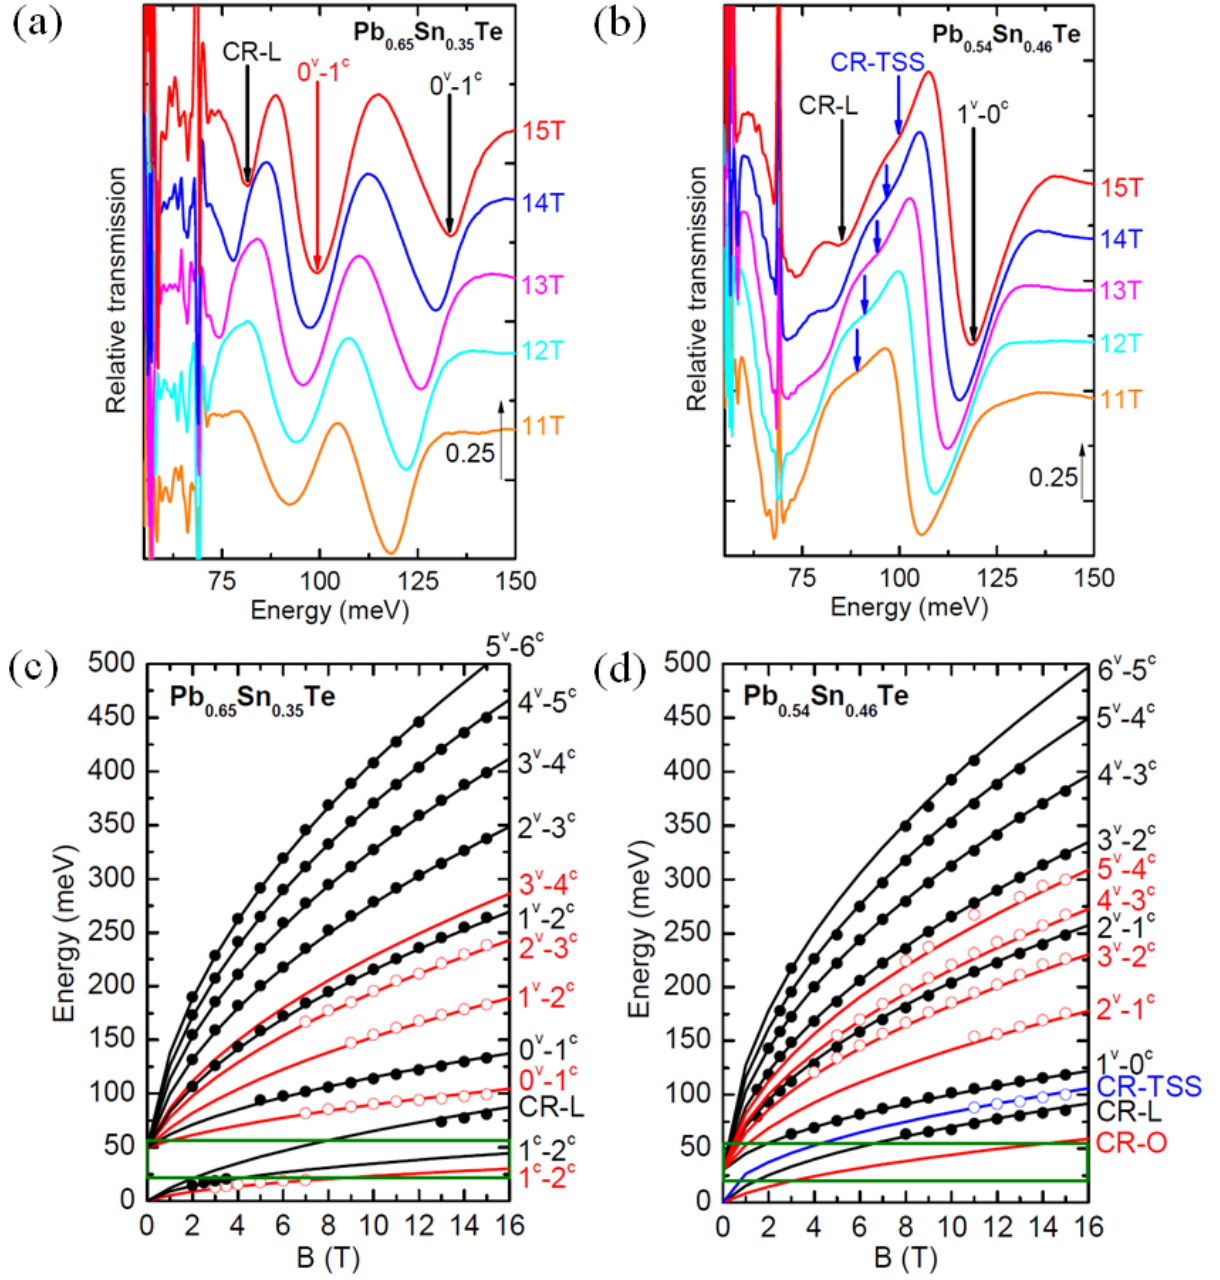 (a)
Pb0.65Sn0.35Te
CR-L
0v-1c
0v-1c
15T
14T
13T
12T
11T
0.25
Relative transmission
75 100 125 150
Energy (meV)
(b)
Pb0.54Sn0.46Te
CR-TSS
CR-L
1v-0c
15T
14T
13T
12T
11T
0.25
Relative transmission
75 100 125 150
Energy (meV)
(c)
Pb0.65Sn0.35Te
5v-6c
4v-5c
3v-4c
2v-3c
3v-4c
1v-2c
2v-3c
1v-2c
0v-1c
0v-1c
CR-L
1c-2c
1c-2c
500
450
400
350
300
250
200
150
100
50
0
Energy (meV)
0 2 4 6 8 10 12 14 16
B (T)
(d)
Pb0.54Sn0.46Te
6v-5c
5v-4c
4v-3c
3v-2c
5v-4c
4v-3c
2v-1c
3v-2c
2v-1c
1v-0c
CR-TSS
CR-L
CR-O
500
450
400
350
300
250
200
150
100
50
0
Energy (meV)
0 2 4 6 8 10 12 14 16
B (T)